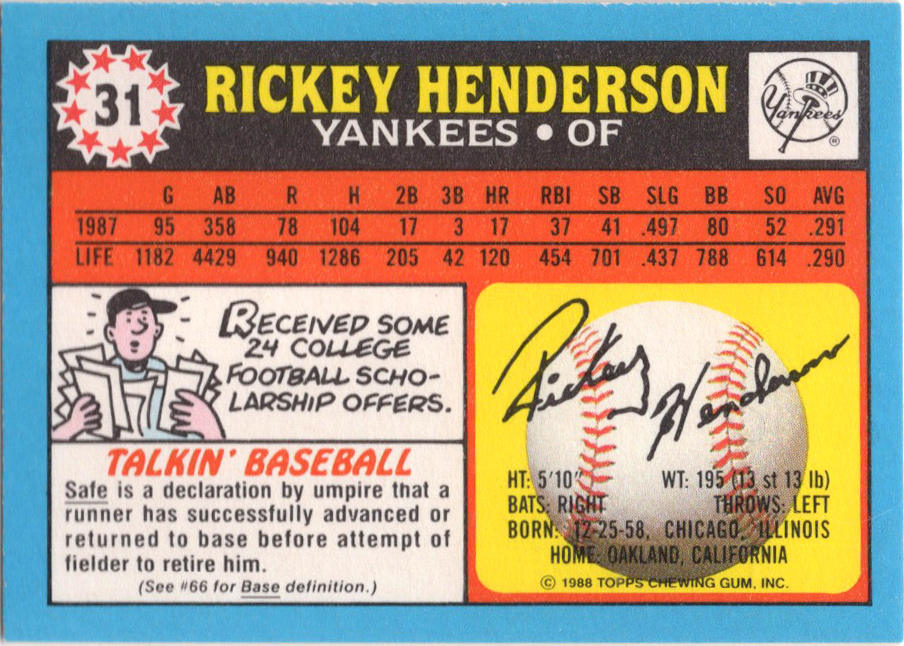 31
RICKEY HENDERSON
YANKEES • OF
Yankees
®
G AB R H 2B 3B HR RBI SB SLG BB SO AVG
1987 95 358 78 104 17 3 17 37 41 .497 80 52 .291
LIFE 1182 4429 940 1286 205 42 120 454 701 .437 788 614 .290
RECEIVED SOME
24 COLLEGE
FOOTBALL SCHO-
LARSHIP OFFERS.
TALKIN' BASEBALL
Safe is a declaration by umpire that a
runner has successfully advanced or
returned to base before attempt of
fielder to retire him.
(See #66 for Base definition.)
Rickey Henderson
HT: 5'10" WT: 195 (13 st 13 lb)
BATS: RIGHT THROWS: LEFT
BORN: 12-25-58, CHICAGO, ILLINOIS
HOME: OAKLAND, CALIFORNIA
© 1988 TOPPS CHEWING GUM, INC.